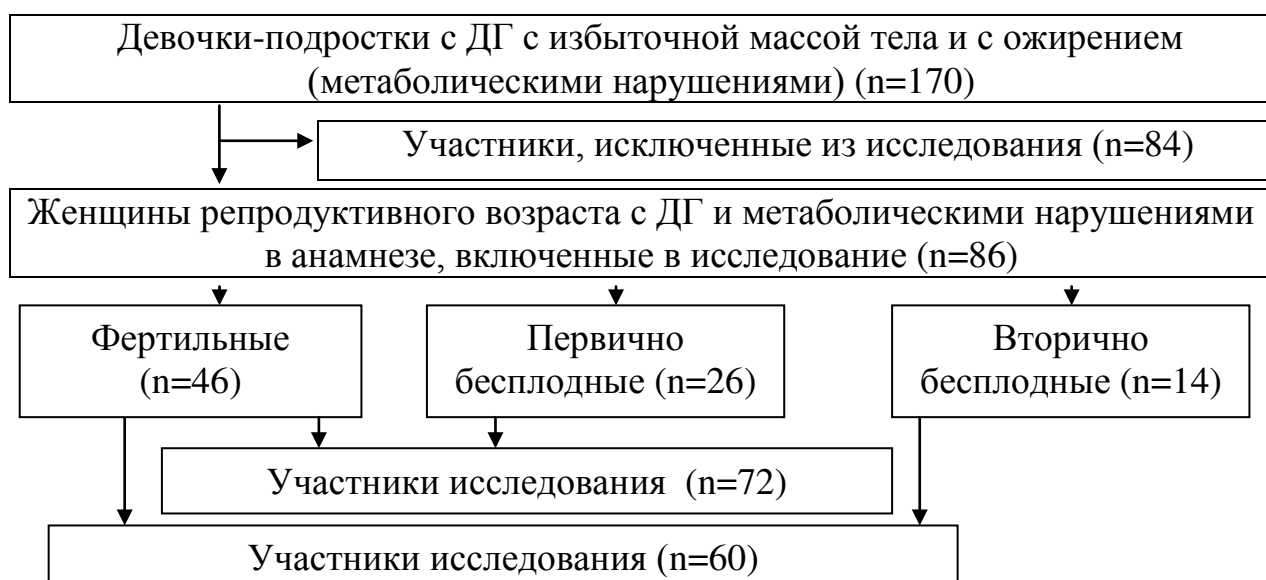 Девочки-подростки с ДГ с избыточной массой тела и с ожирением
(метаболическими нарушениями) (n=170)
Участники, исключенные из исследования (n=84)
Женщины репродуктивного возраста с ДГ и метаболическими нарушениями
в анамнезе, включенные в исследование (n=86)
Фертильные
(n=46)
Первично
бесплодные (n=26)
Вторично
бесплодные (n=14)
Участники исследования (n=72)
Участники исследования (n=60)